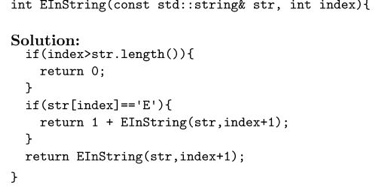 int EInString(const std::string& str, int index){
Solution:
if(index>str.length()){
return 0;
}
if(str[index]=='E'){
return 1 + EInString(str,index+1);
}
return EInString(str,index+1);
}